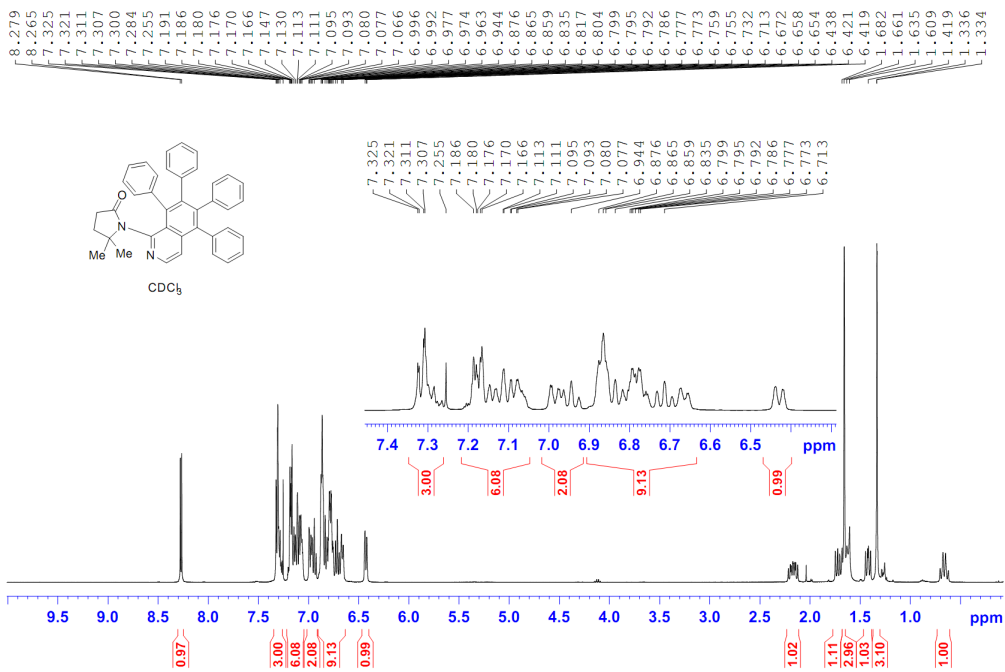 8.279 8.265 7.325 7.321 7.311 7.307 7.300 7.284 7.255 7.191 7.186 7.180 7.176 7.170 7.166 7.147 7.130 7.113 7.111 7.095 7.093 7.080 7.077 7.066 6.996 6.992 6.977 6.974 6.963 6.944 6.876 6.865 6.859 6.835 6.817 6.804 6.799 6.795 6.792 6.786 6.777 6.773 6.759 6.755 6.732 6.713 6.672 6.658 6.654 6.438 6.421 6.419 1.682 1.661 1.635 1.609 1.419 1.336 1.334
7.325 7.321 7.311 7.307 7.255 7.186 7.180 7.176 7.170 7.166 7.113 7.111 7.095 7.093 7.080 7.077 6.944 6.876 6.865 6.859 6.835 6.799 6.795 6.792 6.786 6.777 6.773 6.713
O
N
Me
Me
N
CDCl3
7.4 7.3 7.2 7.1 7.0 6.9 6.8 6.7 6.6 6.5 ppm
3.00 6.08 2.08 9.13 0.99
9.5 9.0 8.5 8.0 7.5 7.0 6.5 6.0 5.5 5.0 4.5 4.0 3.5 3.0 2.5 2.0 1.5 1.0 ppm
0.97 3.00 6.08 2.08 9.13 0.99 1.02 1.11 2.96 1.03 3.10 1.00